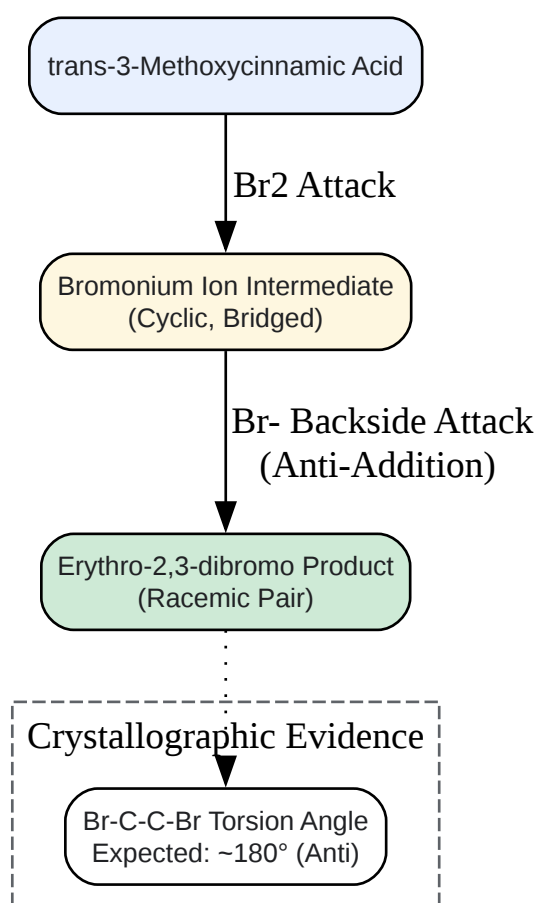 trans-3-Methoxycinnamic Acid
Br2 Attack
Bromonium Ion Intermediate
(Cyclic, Bridged)
Br- Backside Attack
(Anti-Addition)
Erythro-2,3-dibromo Product
(Racemic Pair)
Crystallographic Evidence
Br-C-C-Br Torsion Angle
Expected: ~180° (Anti)